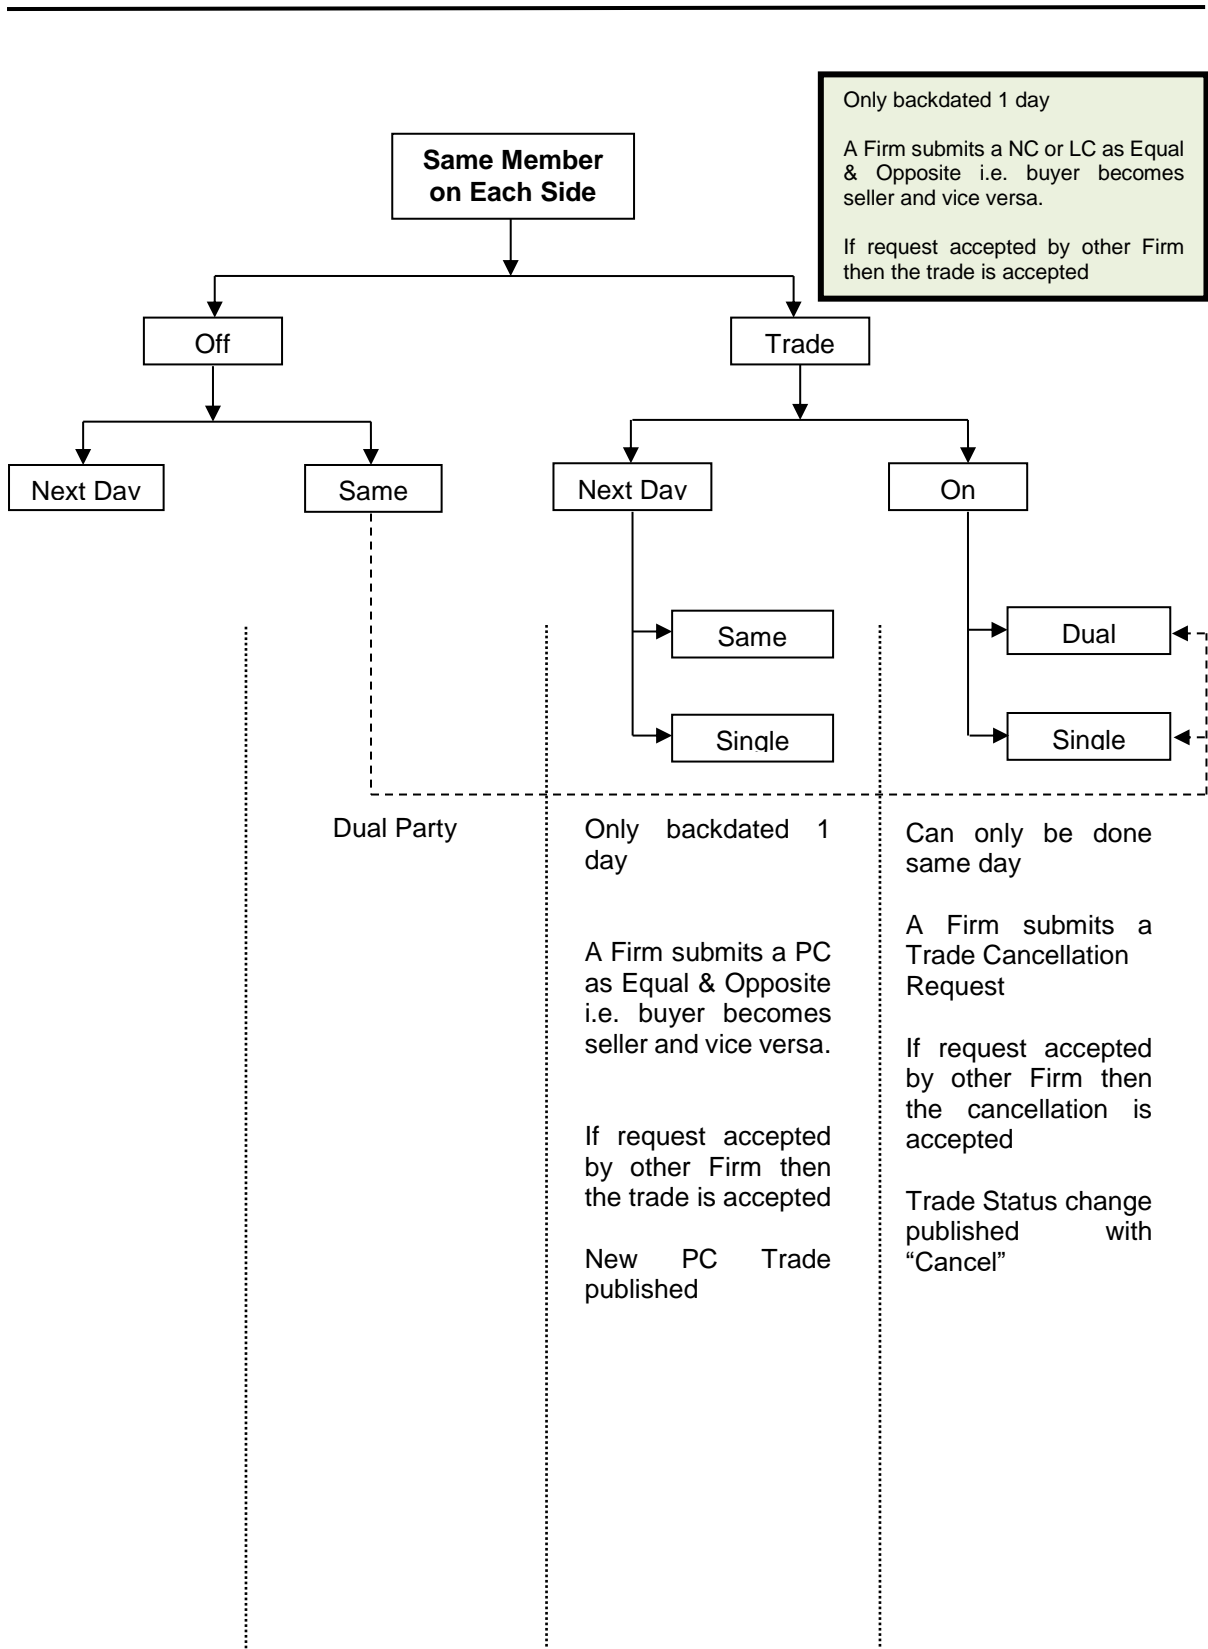 Only backdated 1 day
A Firm submits a NC or LC as Equal
& Opposite i.e. buyer becomes
seller and vice versa.
If request accepted by other Firm
then the trade is accepted
Same Member
on Each Side
Off
Trade
Next Day
Same
Next Day
On
Same
Dual
Single
Single
Dual Party
Only backdated 1
day
A Firm submits a PC
as Equal & Opposite
i.e. buyer becomes
seller and vice versa.
If request accepted
by other Firm then
the trade is accepted
New PC Trade
published
Can only be done
same day
A Firm submits a
Trade Cancellation
Request
If request accepted
by other Firm then
the cancellation is
accepted
Trade Status change
published with
“Cancel”